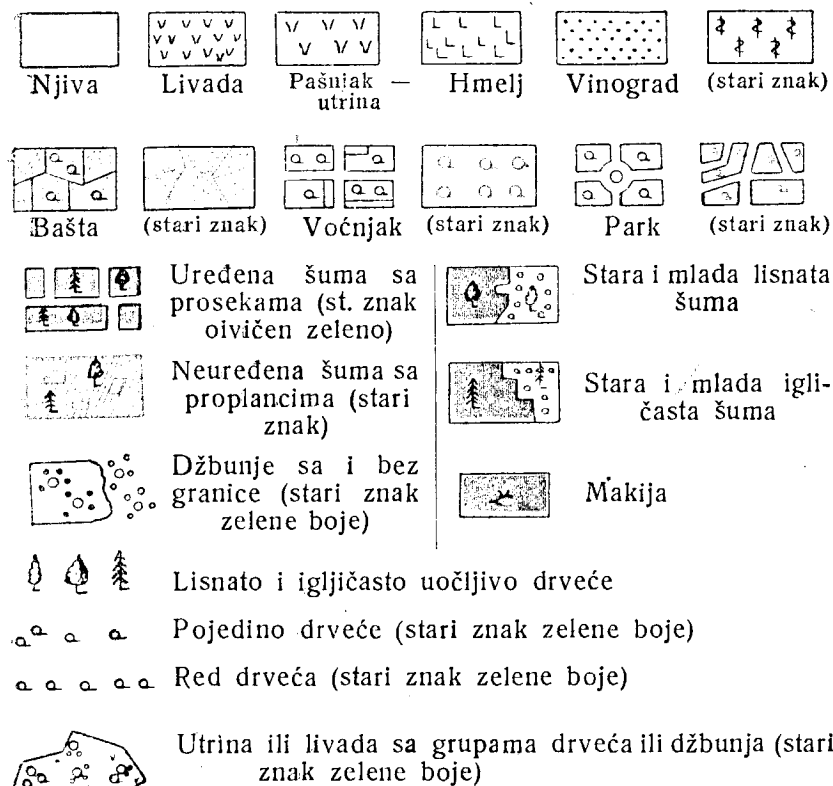 Njiva Livada Pašnjak — Hmelj Vinograd (stari znak)
utrina
Bašta (stari znak) Voćnjak (stari znak) Park (stari znak)
Uređena šuma sa
prosekama (st. znak
oivičen zeleno)
Neuređena šuma sa
proplancima (stari
znak)
Džbunje sa i bez
granice (stari znak
zelene boje)
Stara i mlada lisnata
šuma
Stara i mlada igli-
časta šuma
Makija
Lisnato i igljičasto uočljivo drveće
Pojedino drveće (stari znak zelene boje)
Red drveća (stari znak zelene boje)
Utrina ili livada sa grupama drveća ili džbunja (stari
znak zelene boje)